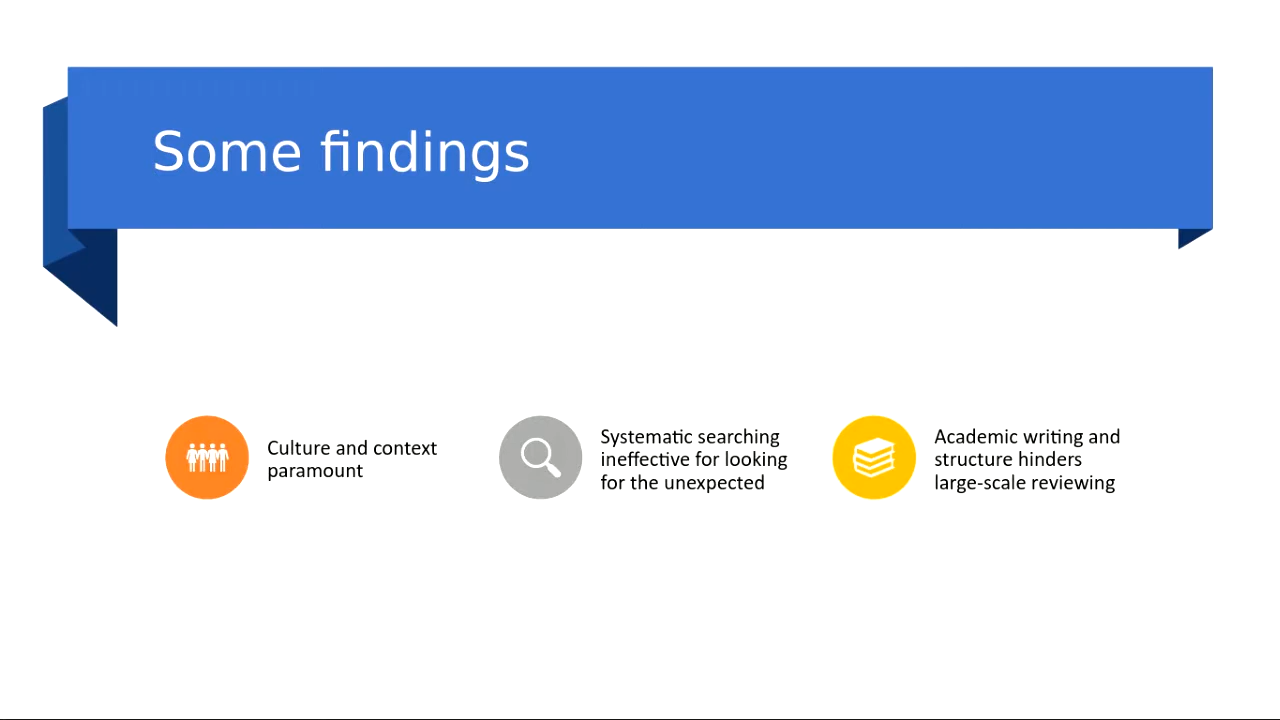 Some findings
Culture and context
paramount
Systematic searching
ineffective for looking
for the unexpected
Academic writing and
structure hinders
large-scale reviewing